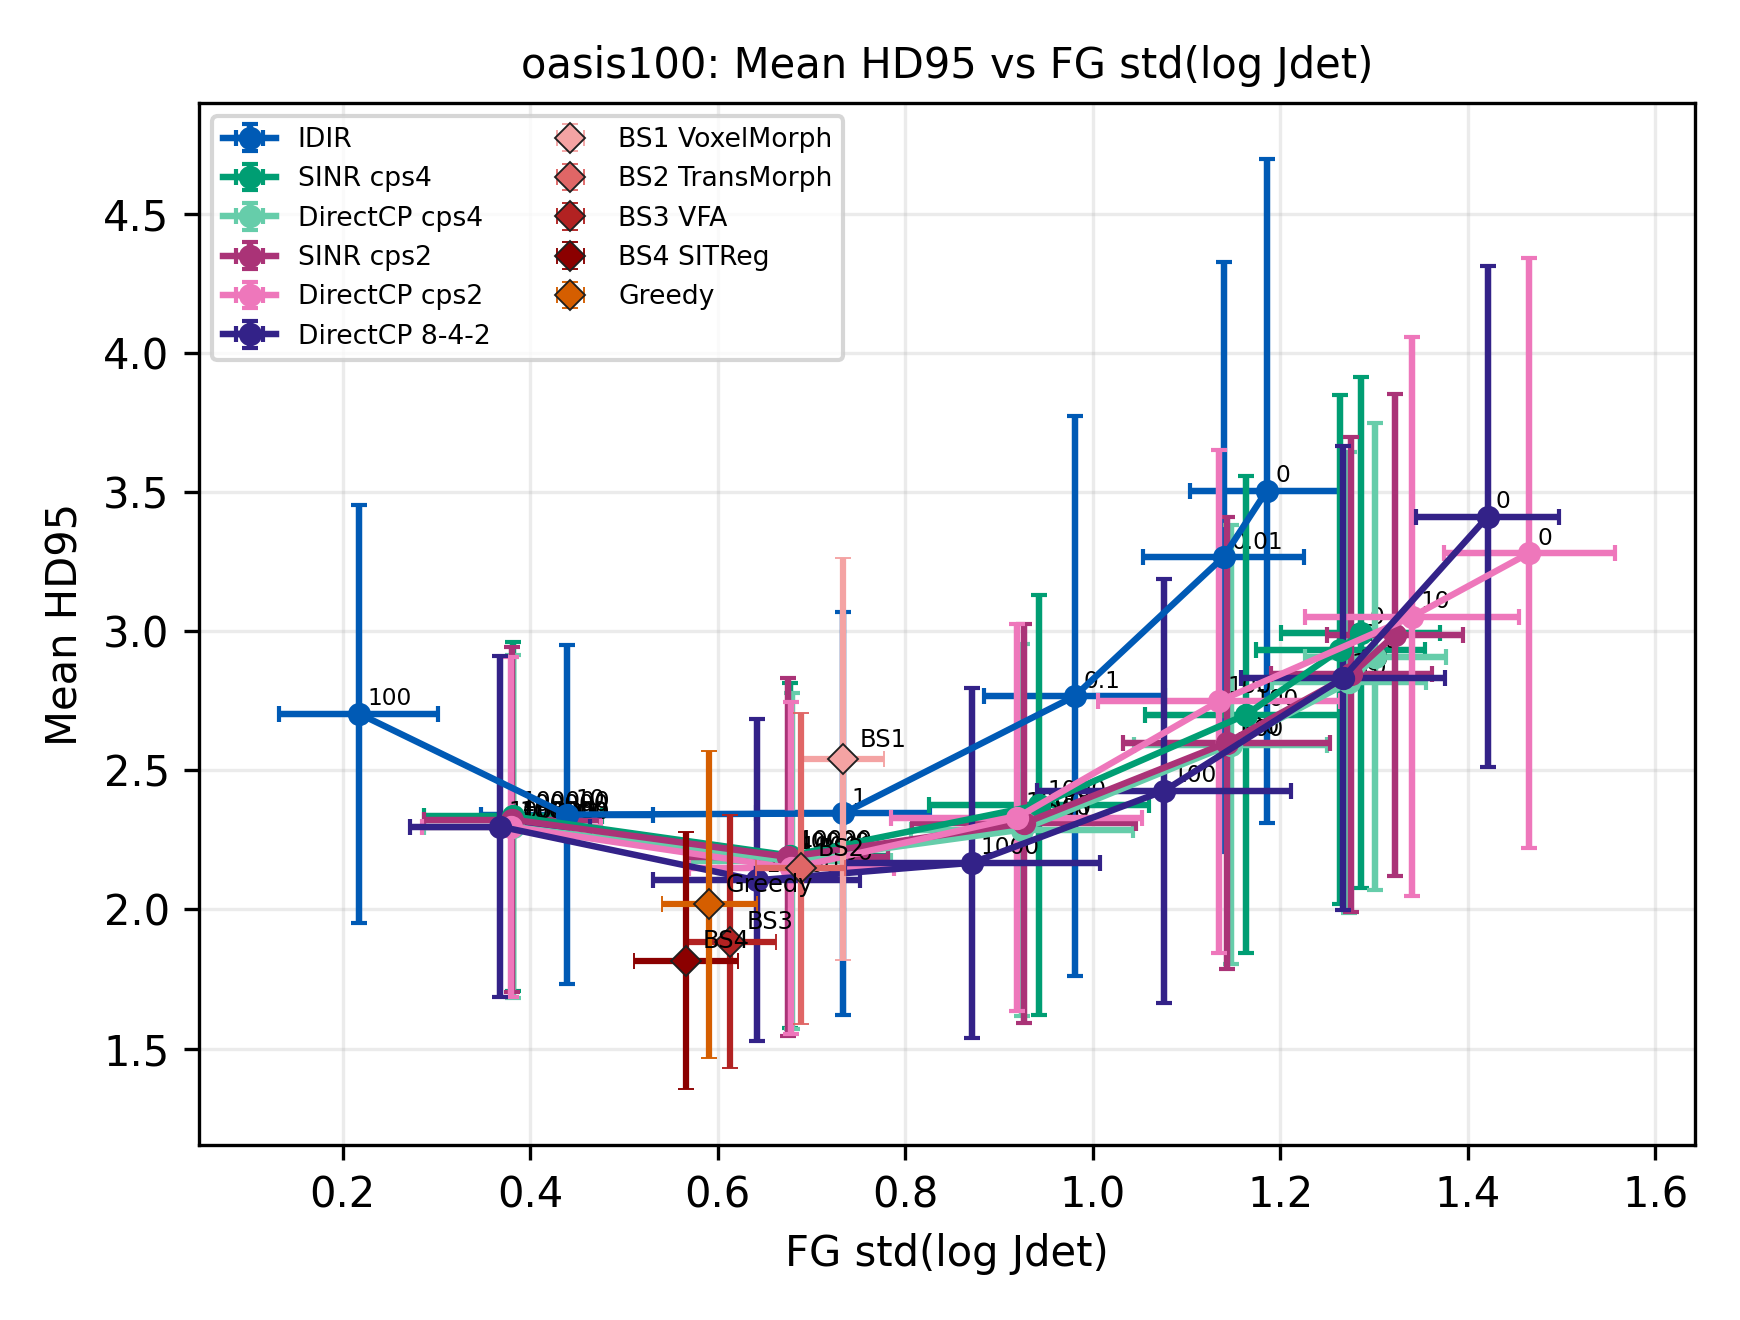 oasis100: Mean HD95 vs FG std(log Jdet)
Mean HD95
4.5
4.0
3.5
3.0
2.5
2.0
1.5
IDIR
SINR cps4
DirectCP cps4
SINR cps2
DirectCP cps2
DirectCP 8-4-2
BS1 VoxelMorph
BS2 TransMorph
BS3 VFA
BS4 SITReg
Greedy
0
0
0.01
0
10
0.1
100
BS1
100
1
10
1000
BS2
Greedy
BS3
BS4
0.2
0.4
0.6
0.8
1.0
1.2
1.4
1.6
FG std(log Jdet)